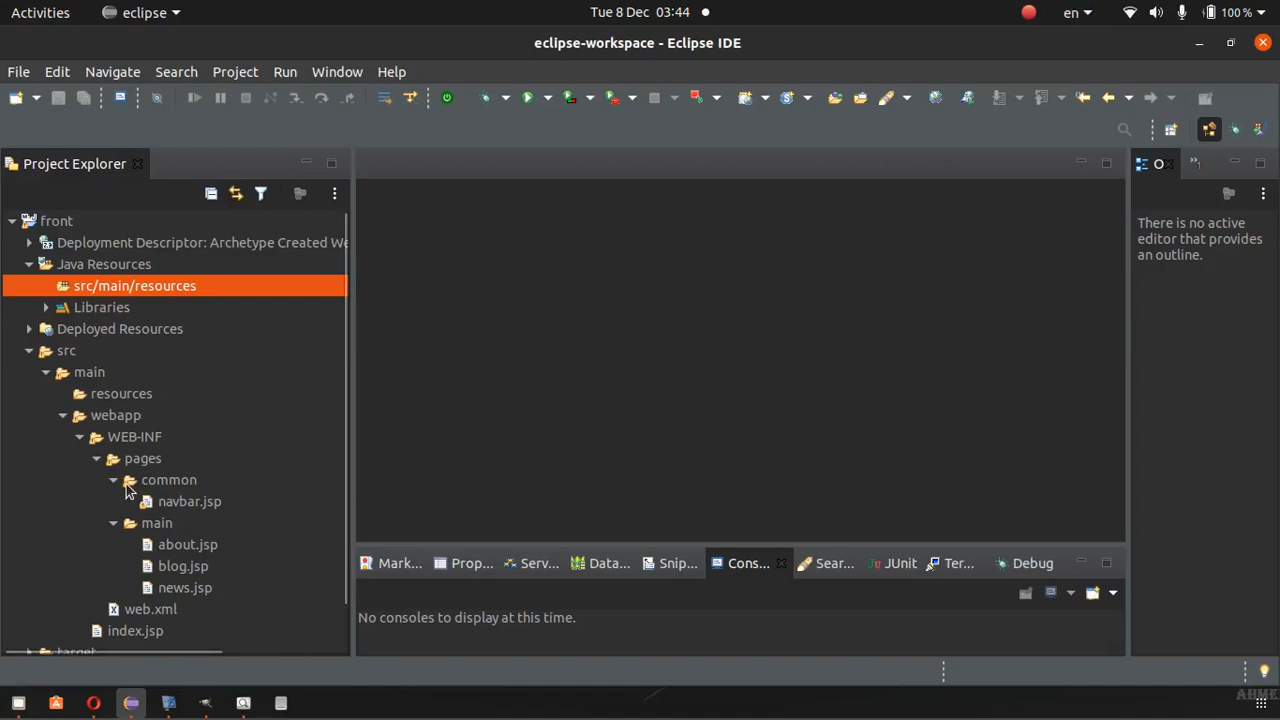 Activities
eclipse
Tue 8 Dec 03:44
en
100 %
eclipse-workspace - Eclipse IDE
File Edit Navigate Search Project Run Window Help
Project Explorer
front
Deployment Descriptor: Archetype Created We
Java Resources
src/main/resources
Libraries
Deployed Resources
src
main
resources
webapp
WEB-INF
pages
common
navbar.jsp
main
about.jsp
blog.jsp
news.jsp
web.xml
index.jsp
target
O
There is no active
editor that provides
an outline.
Mark... Prop... Serv... Data... Snip... Cons... Sear... JUnit Ter... Debug
No consoles to display at this time.
AHME